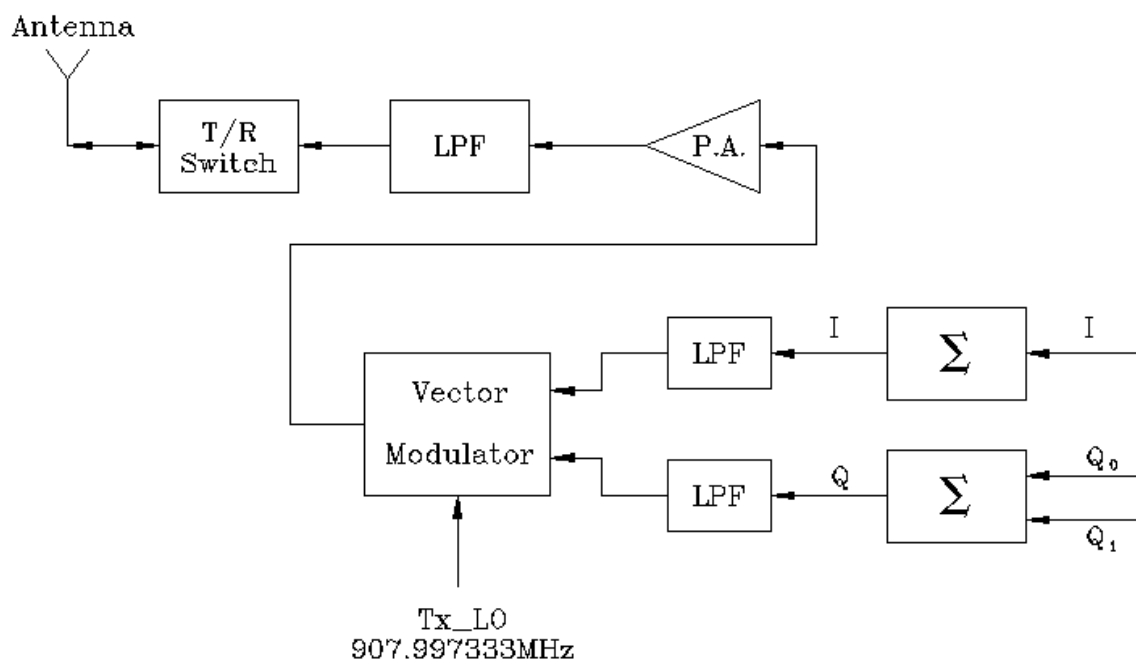 Antenna
T/R
Switch
LPF
P.A.
I
I
LPF
Σ
Vector
Modulator
Q
LPF
Σ
Q₀
Q₁
Tx_LO
907.997333MHz